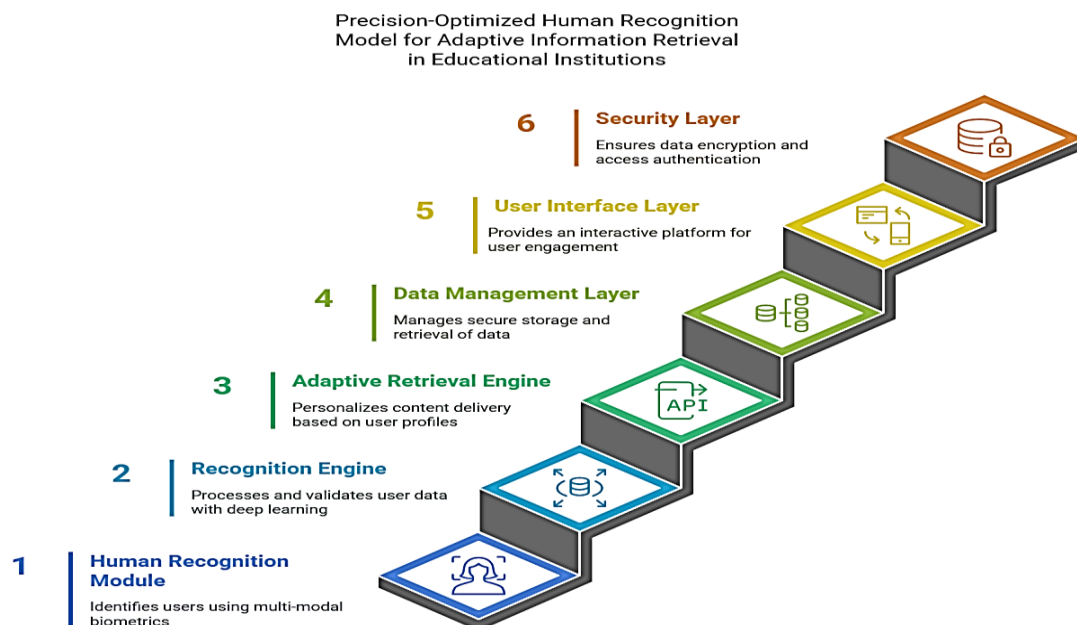 Precision-Optimized Human Recognition
Model for Adaptive Information Retrieval
in Educational Institutions
6
Security Layer
Ensures data encryption and
access authentication
5
User Interface Layer
Provides an interactive platform for
user engagement
4
Data Management Layer
Manages secure storage and
retrieval of data
3
Adaptive Retrieval Engine
Personalizes content delivery
based on user profiles
API
2
Recognition Engine
Processes and validates user data
with deep learning
1
Human Recognition
Module
Identifies users using multi-modal
biometrics